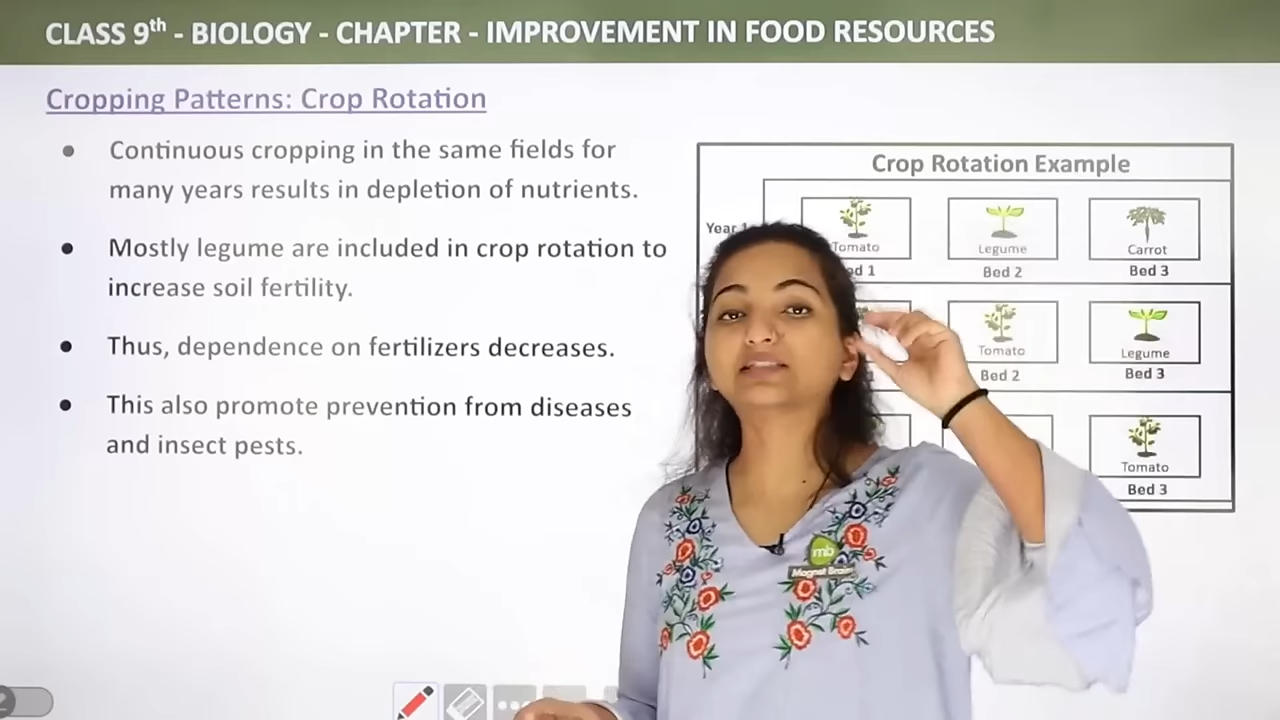 CLASS 9th - BIOLOGY - CHAPTER - IMPROVEMENT IN FOOD RESOURCES
Cropping Patterns: Crop Rotation
Continuous cropping in the same fields for
many years results in depletion of nutrients.
Mostly legume are included in crop rotation to
increase soil fertility.
Thus, dependence on fertilizers decreases.
This also promote prevention from diseases
and insect pests.
Crop Rotation Example
Year 1
Tomato Legume Carrot
Bed 2 Bed 3
Tomato Legume
Bed 2 Bed 3
Tomato
Bed 3
mb
Magnet Brains